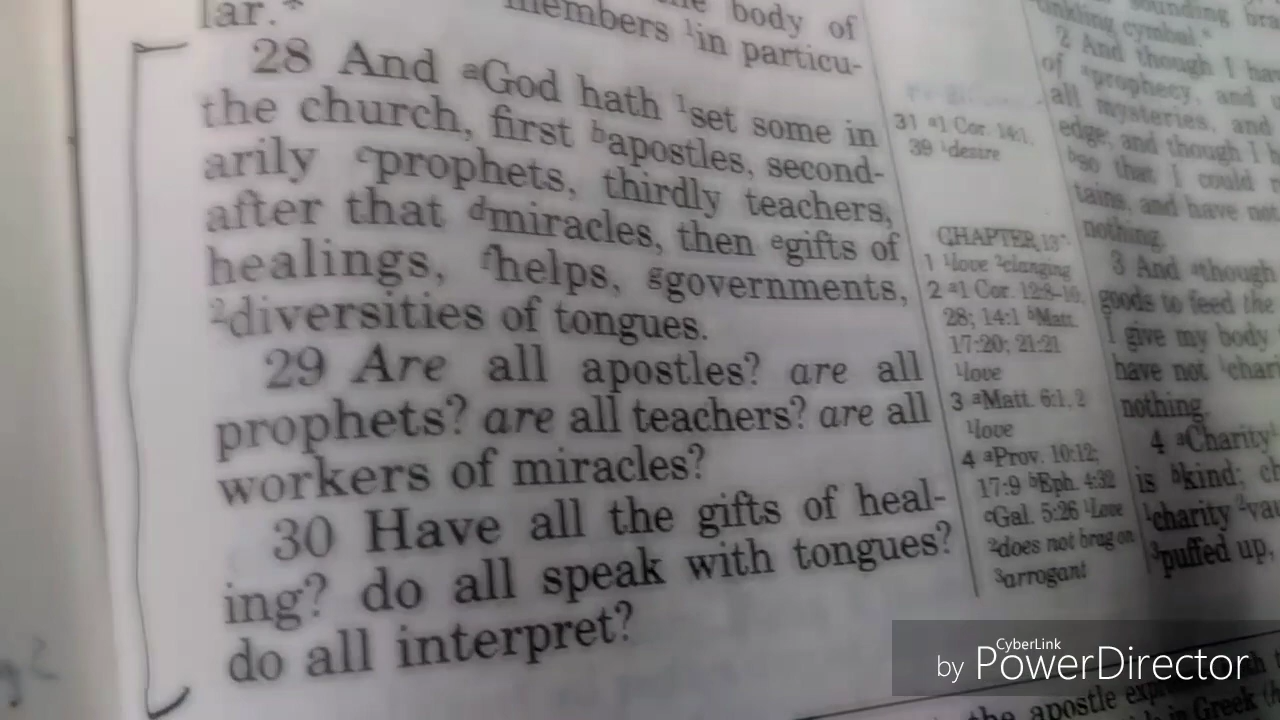 lar.*
body of
members ¹in particu-
28 And ᵃGod hath ¹set some in
the church, first ᵇapostles, second-
arily ᶜprophets, thirdly teachers,
after that ᵈmiracles, then ᵉgifts of
healings, ᶠhelps, ᵍgovernments,
²diversities of tongues.
29 Are all apostles? are all
prophets? are all teachers? are all
workers of miracles?
30 Have all the gifts of heal-
ing? do all speak with tongues?
do all interpret?
31 ᵃ1 Cor. 14:1.
39 ¹desire
CHAPTER 13
1 ¹love ²clanging
2 ᵃ1 Cor. 12:8-10,
28; 14:1 ᵇMatt.
17:20; 21:21
¹love
3 ᵃMatt. 6:1, 2
¹love
4 ᵃProv. 10:12;
17:9 ᵇEph. 4:32
ᶜGal. 5:26 ¹Love
²does not brag on
³arrogant
sounding
cymbal.
2 And though I
of ᵃprophecy, and
all mysteries, and
edge; and though I
ᵇso that I could
tains, and have not
nothing.
3 And ᵃthough
goods to feed the
I give my body
have not
nothing.
4 ᵃCharity
is ᵇkind;
¹charity
³puffed up,
the apostle
in Greek
CyberLink
by PowerDirector